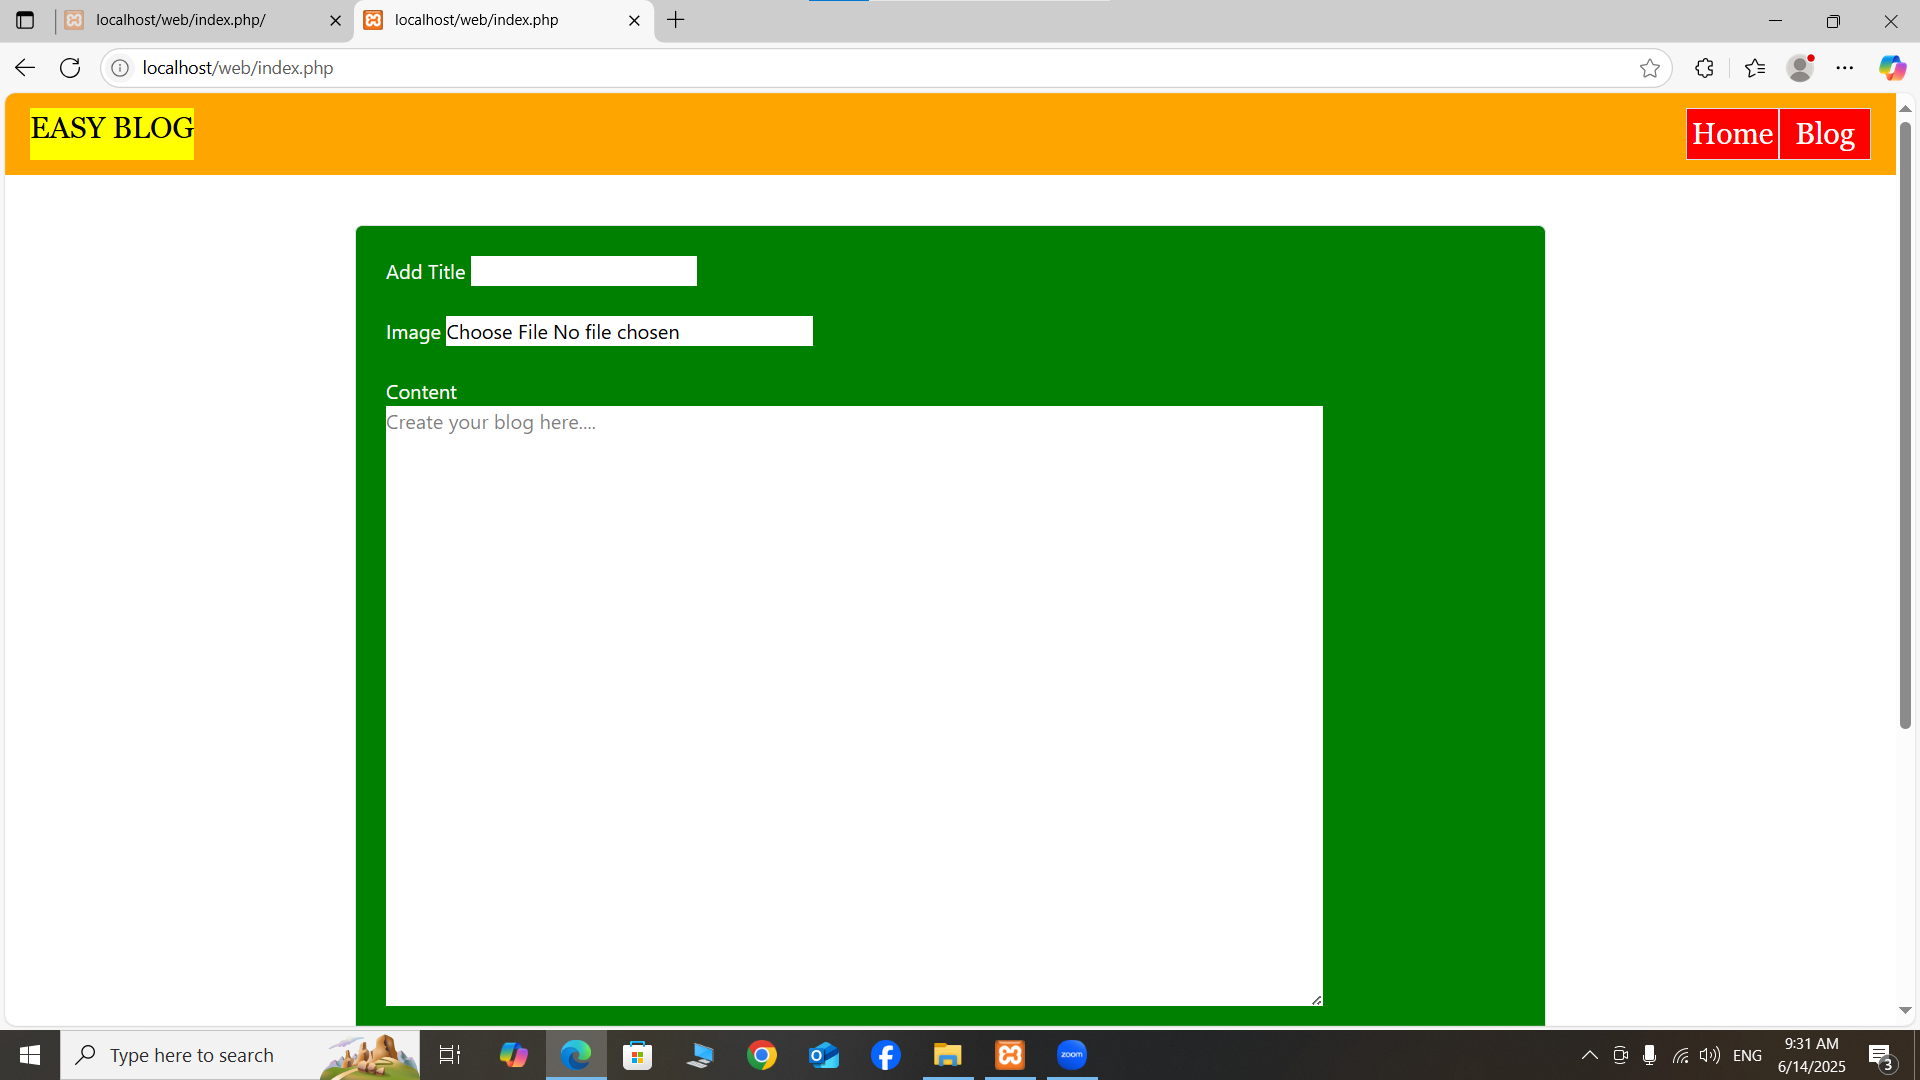 localhost/web/index.php/
localhost/web/index.php
localhost/web/index.php
EASY BLOG
Home Blog
Add Title
Image Choose File No file chosen
Content
Create your blog here....
Type here to search
zoom
ENG
9:31 AM
6/14/2025
3